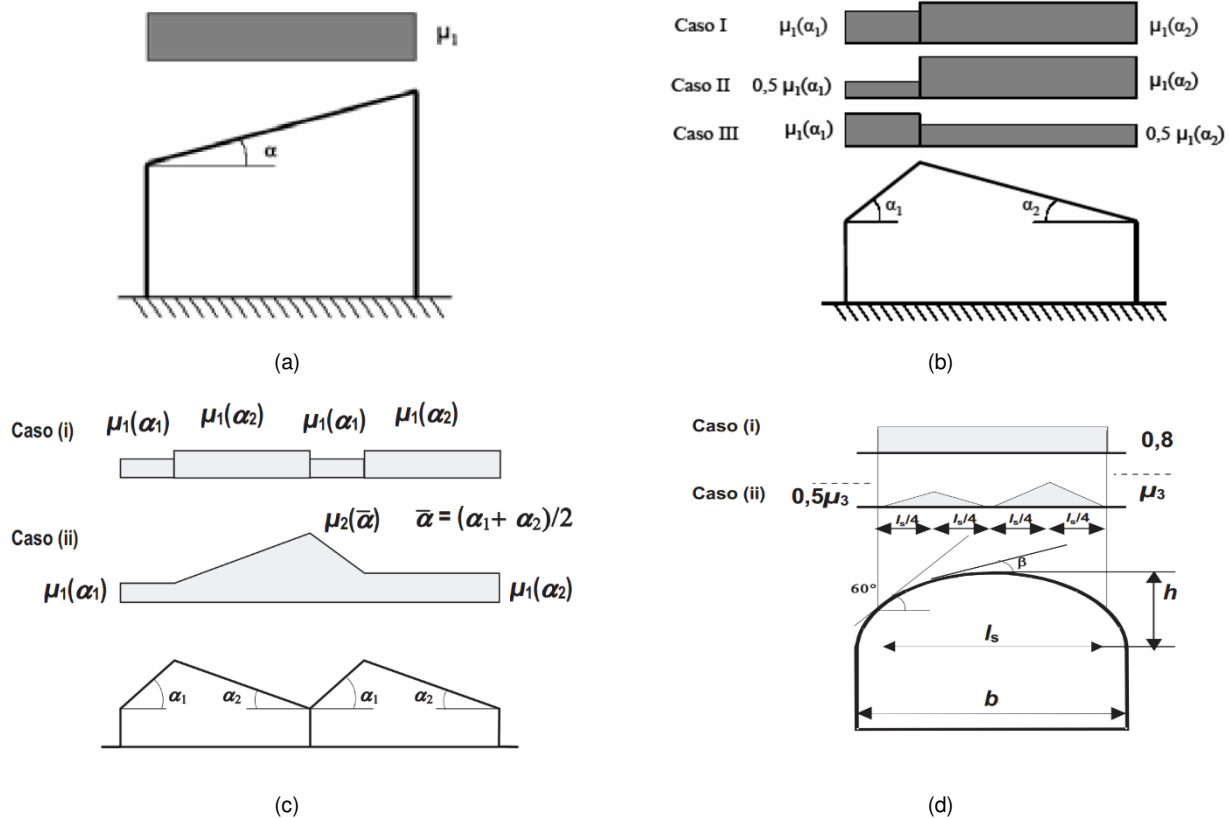 μ₁
α
(a)
Caso I μ₁(α₁) μ₁(α₂)
Caso II 0,5 μ₁(α₁) μ₁(α₂)
Caso III μ₁(α₁) 0,5 μ₁(α₂)
α₁ α₂
(b)
Caso (i) μ₁(α₁) μ₁(α₂) μ₁(α₁) μ₁(α₂)
Caso (ii) μ₂(ᾱ) ᾱ = (α₁+ α₂)/2
μ₁(α₁) μ₁(α₂)
α₁ α₂ α₁ α₂
(c)
Caso (i) 0,8
Caso (ii) 0,5μ₃ μ₃
lₛ/4 lₛ/4 lₛ/4 lₛ/4
60° β h
lₛ
b
(d)